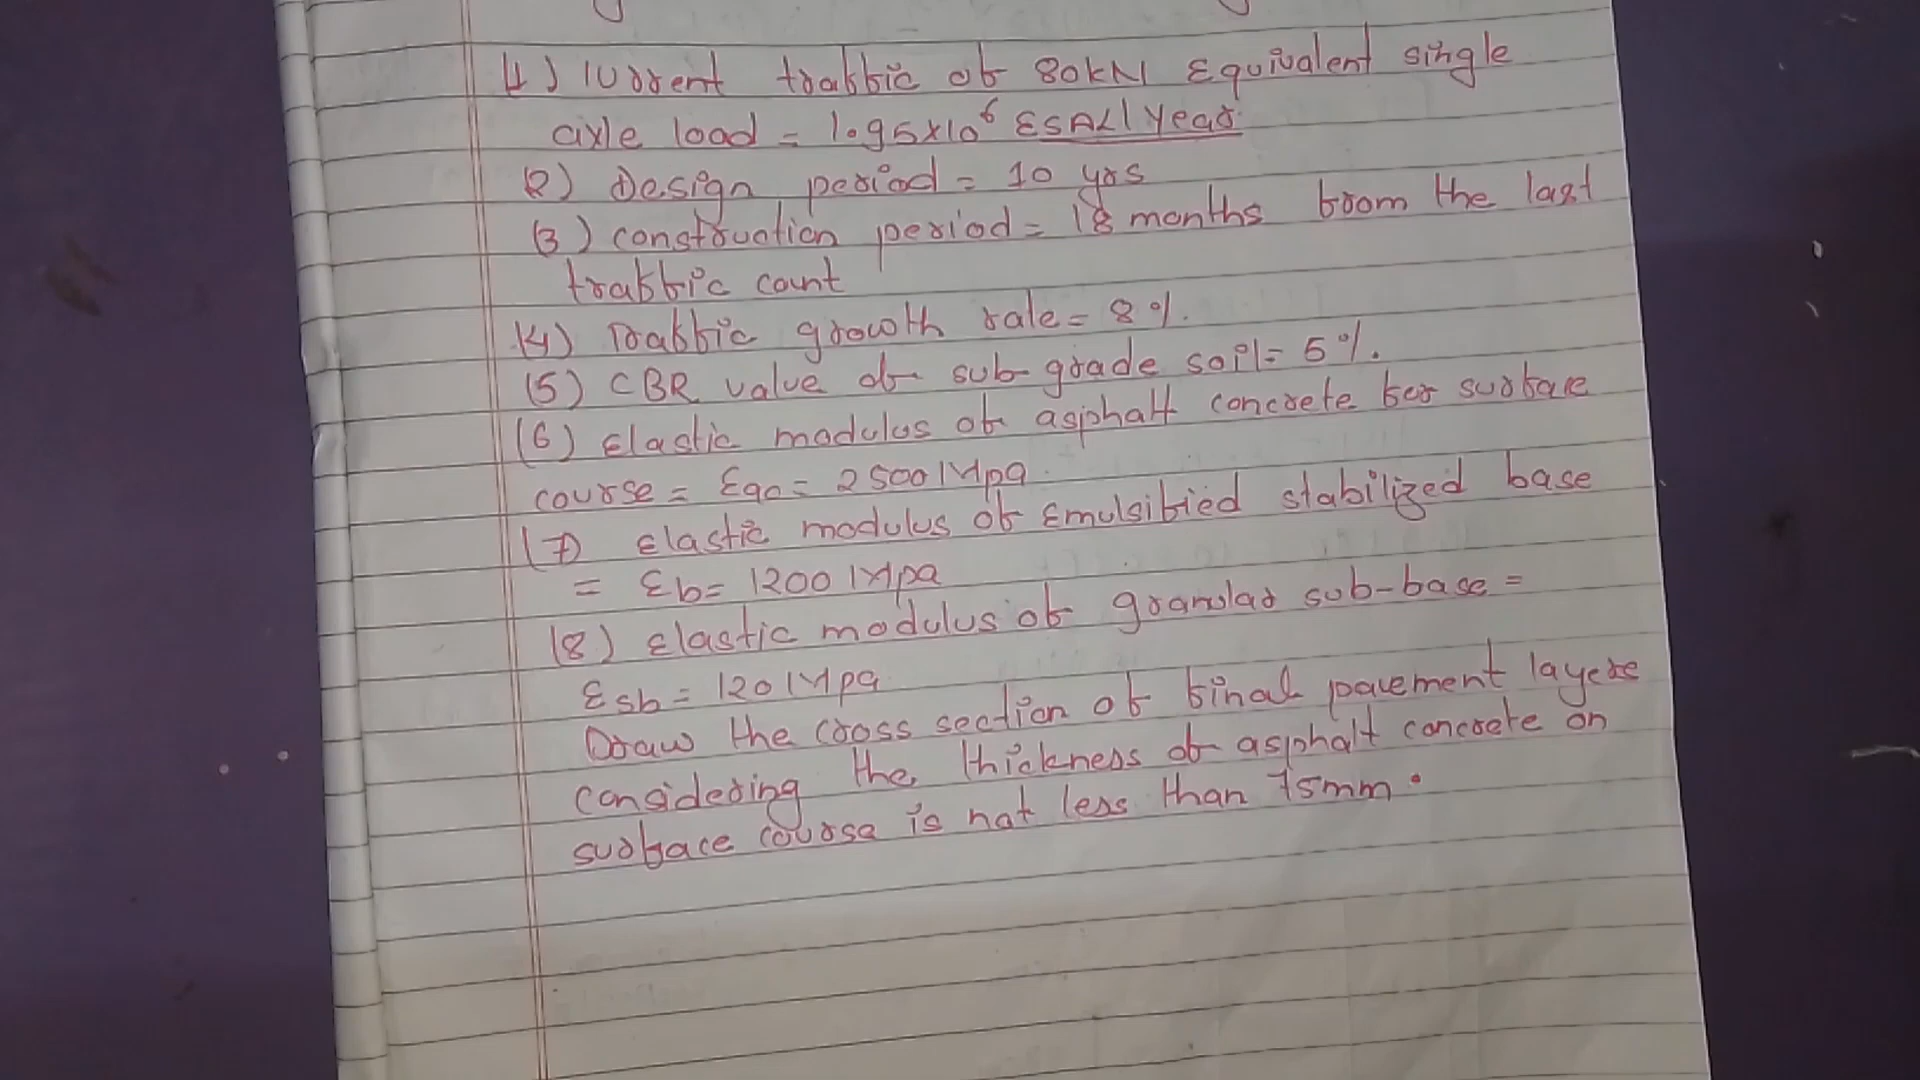 (1) Current traffic of 80kN Equivalent single
axle load = 1.95x10⁶ ESAL/Year
(2) Design period = 10 yrs
(3) construction period = 18 months from the last
traffic count
(4) Traffic growth rate = 8%.
(5) CBR value of sub grade soil = 5%.
(6) Elastic modulus of asphalt concrete for surface
course = Eac = 2500 Mpa.
(7) Elastic modulus of Emulsified stabilized base
= Eb = 1200 Mpa
(8) Elastic modulus of granular sub-base =
Esb = 120 Mpa
Draw the cross section of final pavement layers
considering the thickness of asphalt concrete on
surface course is not less than 75mm.